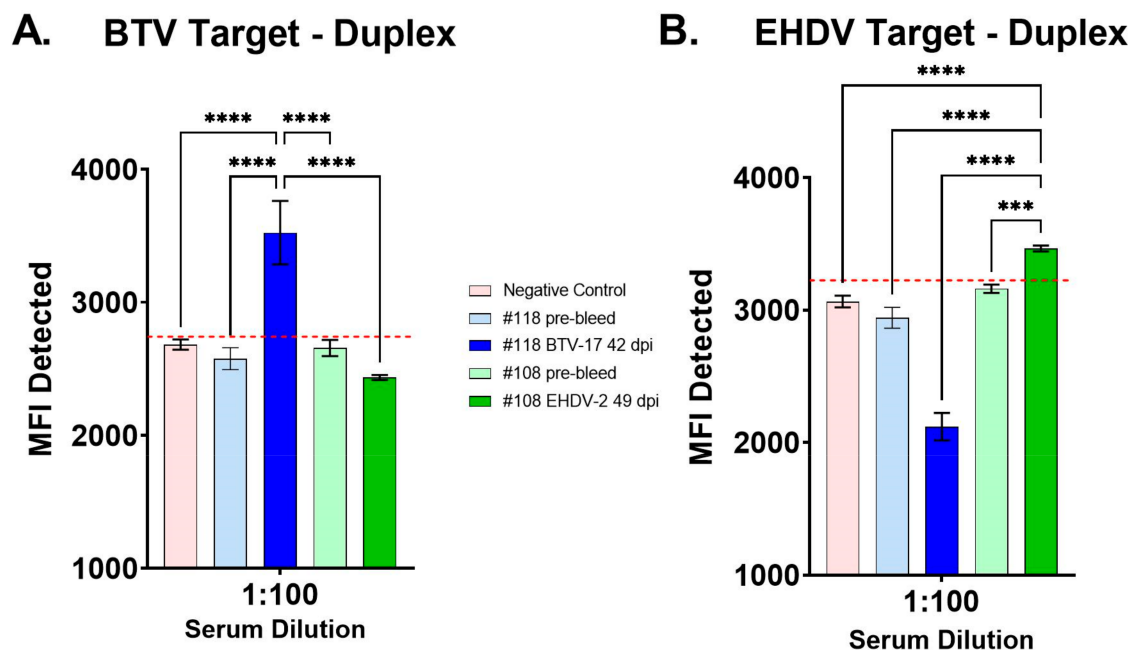 A. BTV Target - Duplex
**** ****
**** ****
4000
3000
2000
1000
MFI Detected
1:100
Serum Dilution
Negative Control
#118 pre-bleed
#118 BTV-17 42 dpi
#108 pre-bleed
#108 EHDV-2 49 dpi
B. EHDV Target - Duplex
****
****
****
***
4000
3000
2000
1000
MFI Detected
1:100
Serum Dilution